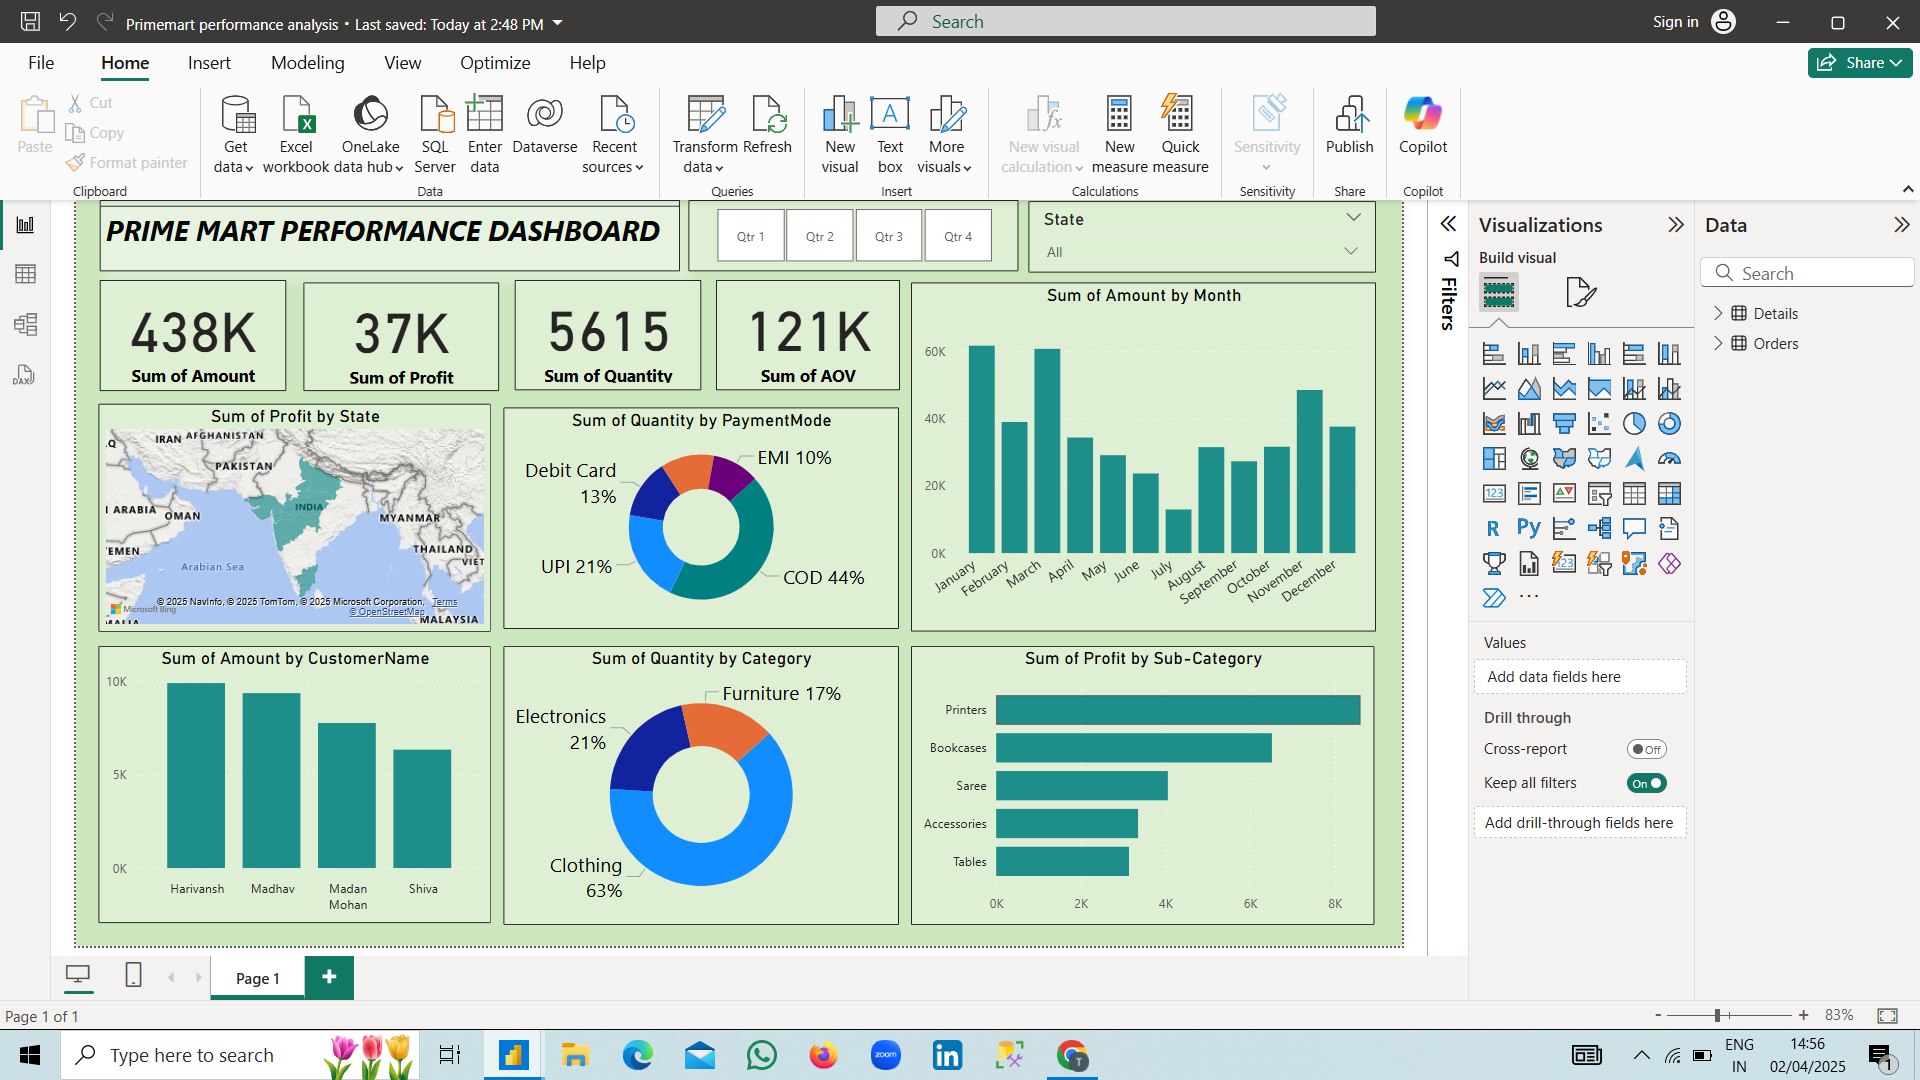 Primemart performance analysis • Last saved: Today at 2:48 PM
Search
Sign in
File
Home
Insert
Modeling
View
Optimize
Help
Share
Paste
Cut
Copy
Format painter
Clipboard
Get
data
Excel
workbook
OneLake
data hub
SQL
Server
Enter
data
Dataverse
Recent
sources
Data
Transform
data
Refresh
Queries
New
visual
Text
box
More
visuals
Insert
New visual
calculation
New
measure
Quick
measure
Calculations
Sensitivity
Sensitivity
Publish
Share
Copilot
Copilot
PRIME MART PERFORMANCE DASHBOARD
Qtr 1
Qtr 2
Qtr 3
Qtr 4
State
All
438K
Sum of Amount
37K
Sum of Profit
5615
Sum of Quantity
121K
Sum of AOV
Sum of Amount by Month
60K
40K
20K
0K
January
February
March
April
May
June
July
August
September
October
November
December
Sum of Profit by State
IRAN
AFGHANISTAN
PAKISTAN
INDIA
ARABIA
OMAN
MYANMAR
THAILAND
VIET
Arabian Sea
MALAYSIA
Microsoft Bing
© 2025 NavInfo, © 2025 TomTom, © 2025 Microsoft Corporation,
Terms
© OpenStreetMap
Sum of Quantity by PaymentMode
EMI 10%
Debit Card
13%
UPI 21%
COD 44%
Sum of Amount by CustomerName
10K
5K
0K
Harivansh
Madhav
Madan
Mohan
Shiva
Sum of Quantity by Category
Furniture 17%
Electronics
21%
Clothing
63%
Sum of Profit by Sub-Category
Printers
Bookcases
Saree
Accessories
Tables
0K
2K
4K
6K
8K
Filters
Visualizations
Build visual
Values
Add data fields here
Drill through
Cross-report
Off
Keep all filters
On
Add drill-through fields here
Data
Search
Details
Orders
Page 1
Page 1 of 1
83%
Type here to search
ENG
IN
14:56
02/04/2025
1